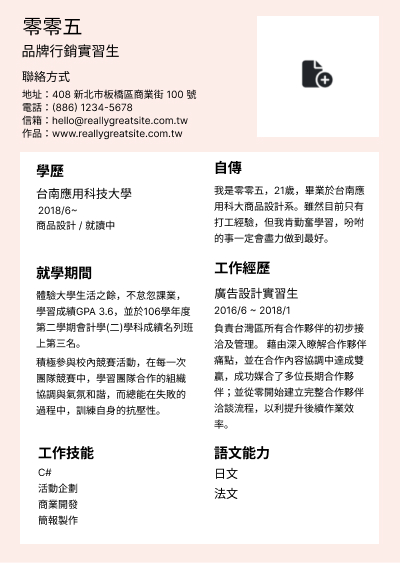 零零五
品牌行銷實習生
聯絡方式
地址：408 新北市板橋區商業街 100 號
電話：(886) 1234-5678
信箱：hello@reallygreatsite.com.tw
作品：www.reallygreatsite.com.tw
學歷
台南應用科技大學
2018/6~
商品設計 / 就讀中
就學期間
體驗大學生活之餘，不怠忽課業，
學習成績GPA 3.6，並於106學年度
第二學期會計學(二)學科成績名列班
上第三名。
積極參與校內競賽活動，在每一次
團隊競賽中，學習團隊合作的組織
協調與氣氛和諧，而總能在失敗的
過程中，訓練自身的抗壓性。
工作技能
C#
活動企劃
商業開發
簡報製作
自傳
我是零零五，21歲，畢業於台南應
用科大商品設計系。雖然目前只有
打工經驗，但我肯勤奮學習，吩咐
的事一定會盡力做到最好。
工作經歷
廣告設計實習生
2016/6 ~ 2018/1
負責台灣區所有合作夥伴的初步接
洽及管理。 藉由深入瞭解合作夥伴
痛點，並在合作內容協調中達成雙
贏，成功媒合了多位長期合作夥
伴；並從零開始建立完整合作夥伴
洽談流程，以利提升後續作業效
率。
語文能力
日文
法文